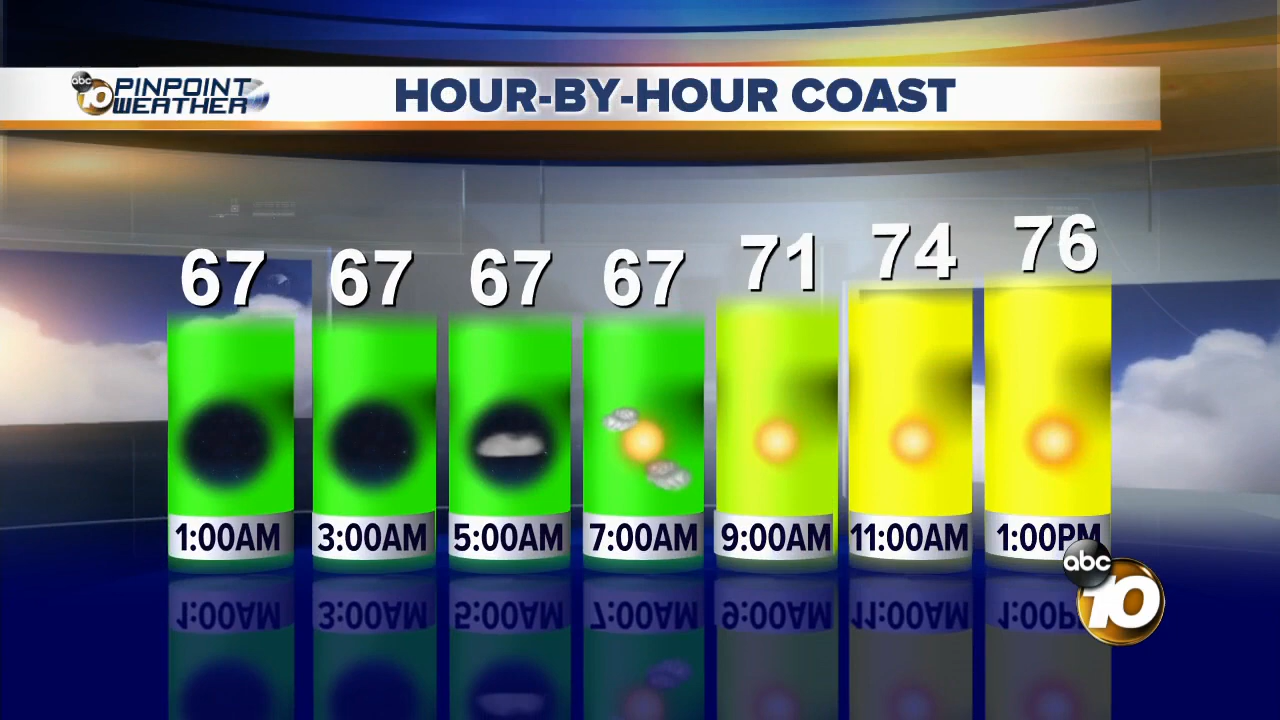 abc
10
PINPOINT
WEATHER
HOUR-BY-HOUR COAST
67 67 67 67 71 74 76
1:00AM 3:00AM 5:00AM 7:00AM 9:00AM 11:00AM 1:00PM
abc
10